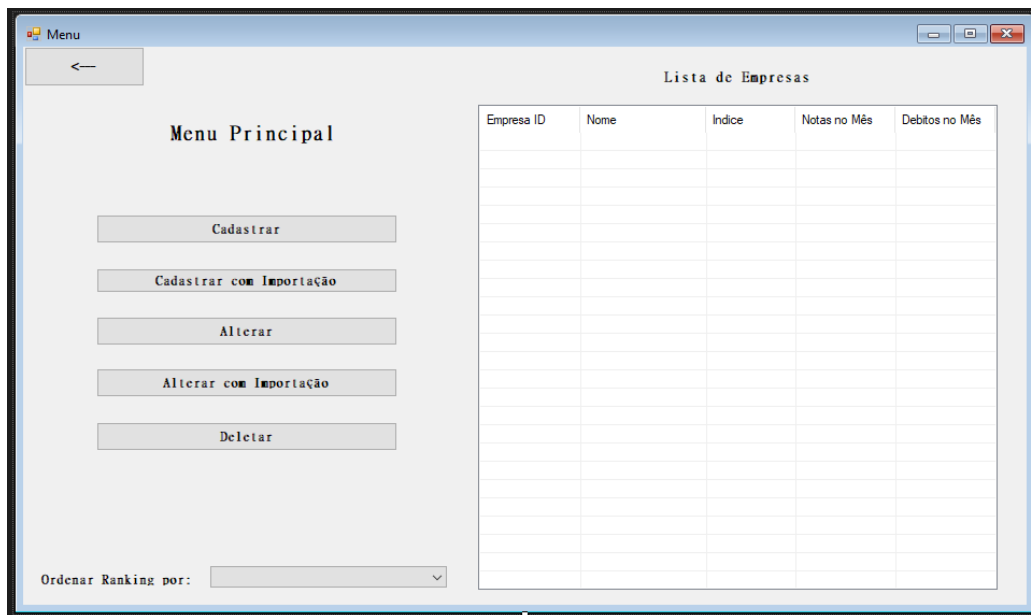 Menu
<---
Lista de Empresas
Menu Principal
Empresa ID Nome Indice Notas no Mês Debitos no Mês
Cadastrar
Cadastrar com Importação
Alterar
Alterar com Importação
Deletar
Ordenar Ranking por: